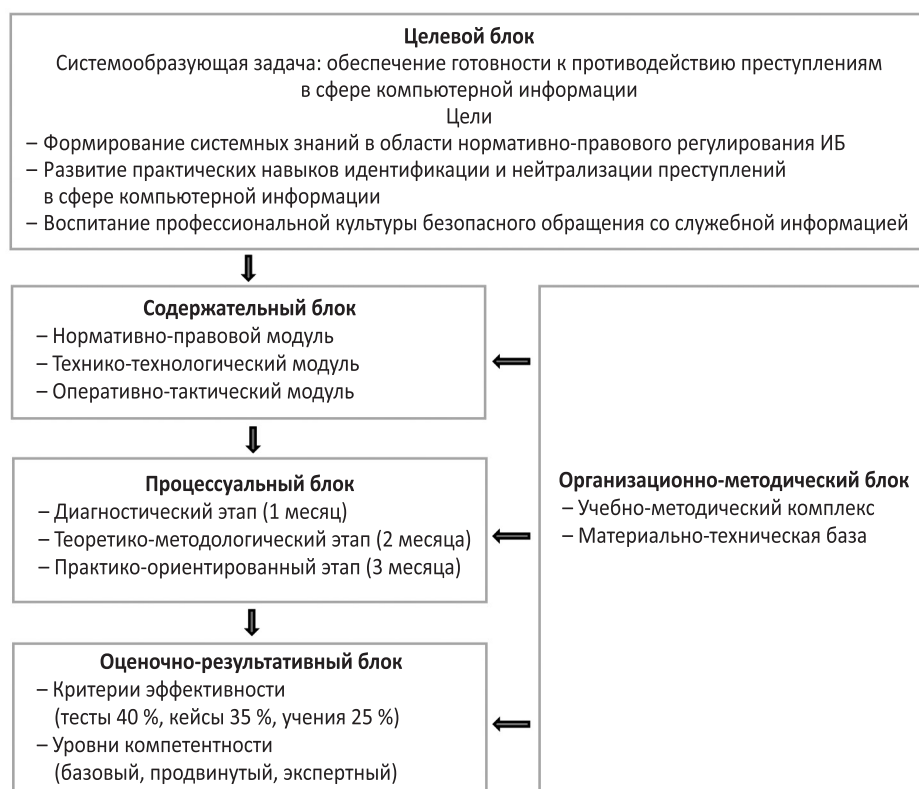 Целевой блок
Системообразующая задача: обеспечение готовности к противодействию преступлениям
в сфере компьютерной информации
Цели
– Формирование системных знаний в области нормативно-правового регулирования ИБ
– Развитие практических навыков идентификации и нейтрализации преступлений
в сфере компьютерной информации
– Воспитание профессиональной культуры безопасного обращения со служебной информацией
Содержательный блок
– Нормативно-правовой модуль
– Технико-технологический модуль
– Оперативно-тактический модуль
Процессуальный блок
– Диагностический этап (1 месяц)
– Теоретико-методологический этап (2 месяца)
– Практико-ориентированный этап (3 месяца)
Оценочно-результативный блок
– Критерии эффективности
(тесты 40 %, кейсы 35 %, учения 25 %)
– Уровни компетентности
(базовый, продвинутый, экспертный)
Организационно-методический блок
– Учебно-методический комплекс
– Материально-техническая база